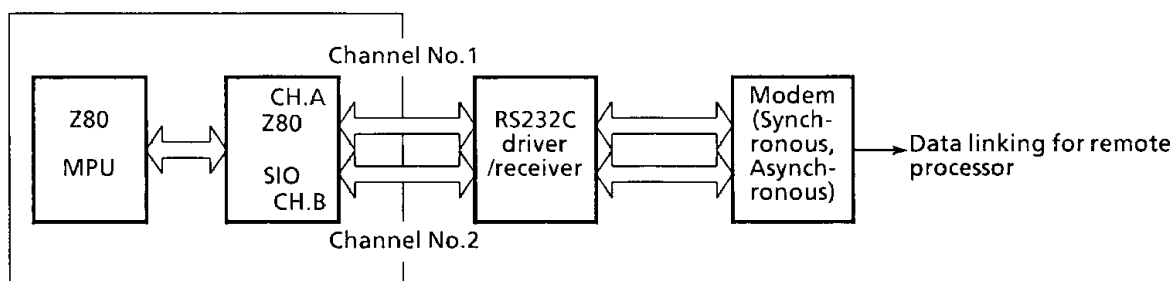 Channel No.1
Z80
MPU
CH.A
Z80
SIO
CH.B
RS232C
driver
/receiver
Modem
(Synch-
ronous,
Asynch-
ronous)
Data linking for remote
processor
Channel No.2